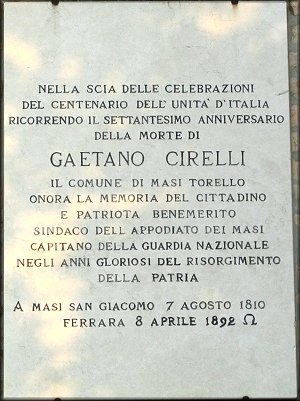 NELLA SCIA DELLE CELEBRAZIONI
DEL CENTENARIO DELL'UNITA' D'ITALIA
RICORRENDO IL SETTANTESIMO ANNIVERSARIO
DELLA MORTE DI
GAETANO CIRELLI
IL COMUNE DI MASI TORELLO
ONORA LA MEMORIA DEL CITTADINO
E PATRIOTA BENEMERITO
SINDACO DELL'APPODIATO DEI MASI
CAPITANO DELLA GUARDIA NAZIONALE
NEGLI ANNI GLORIOSI DEL RISORGIMENTO
DELLA PATRIA
A MASI SAN GIACOMO 7 AGOSTO 1810
FERRARA 8 APRILE 1892 Ω